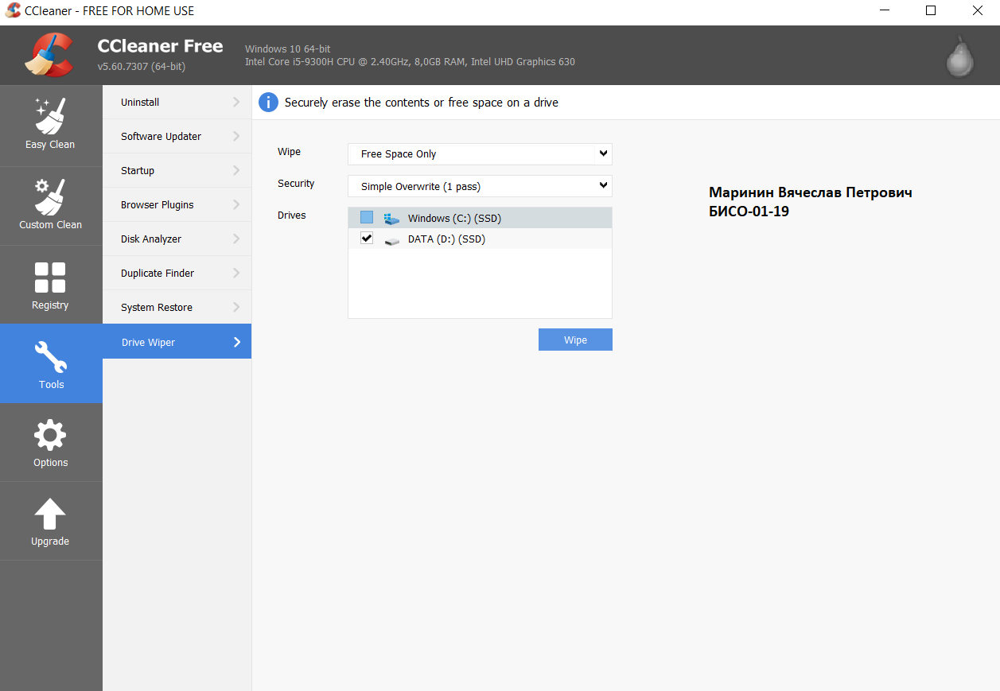 CCleaner - FREE FOR HOME USE
CCleaner Free
v5.60.7307 (64-bit)
Windows 10 64-bit
Intel Core i5-9300H CPU @ 2.40GHz, 8,0GB RAM, Intel UHD Graphics 630
Easy Clean
Custom Clean
Registry
Tools
Options
Upgrade
Uninstall
Software Updater
Startup
Browser Plugins
Disk Analyzer
Duplicate Finder
System Restore
Drive Wiper
Securely erase the contents or free space on a drive
Wipe
Free Space Only
Security
Simple Overwrite (1 pass)
Drives
Windows (C:) (SSD)
DATA (D:) (SSD)
Wipe
Маринин Вячеслав Петрович
БИСО-01-19